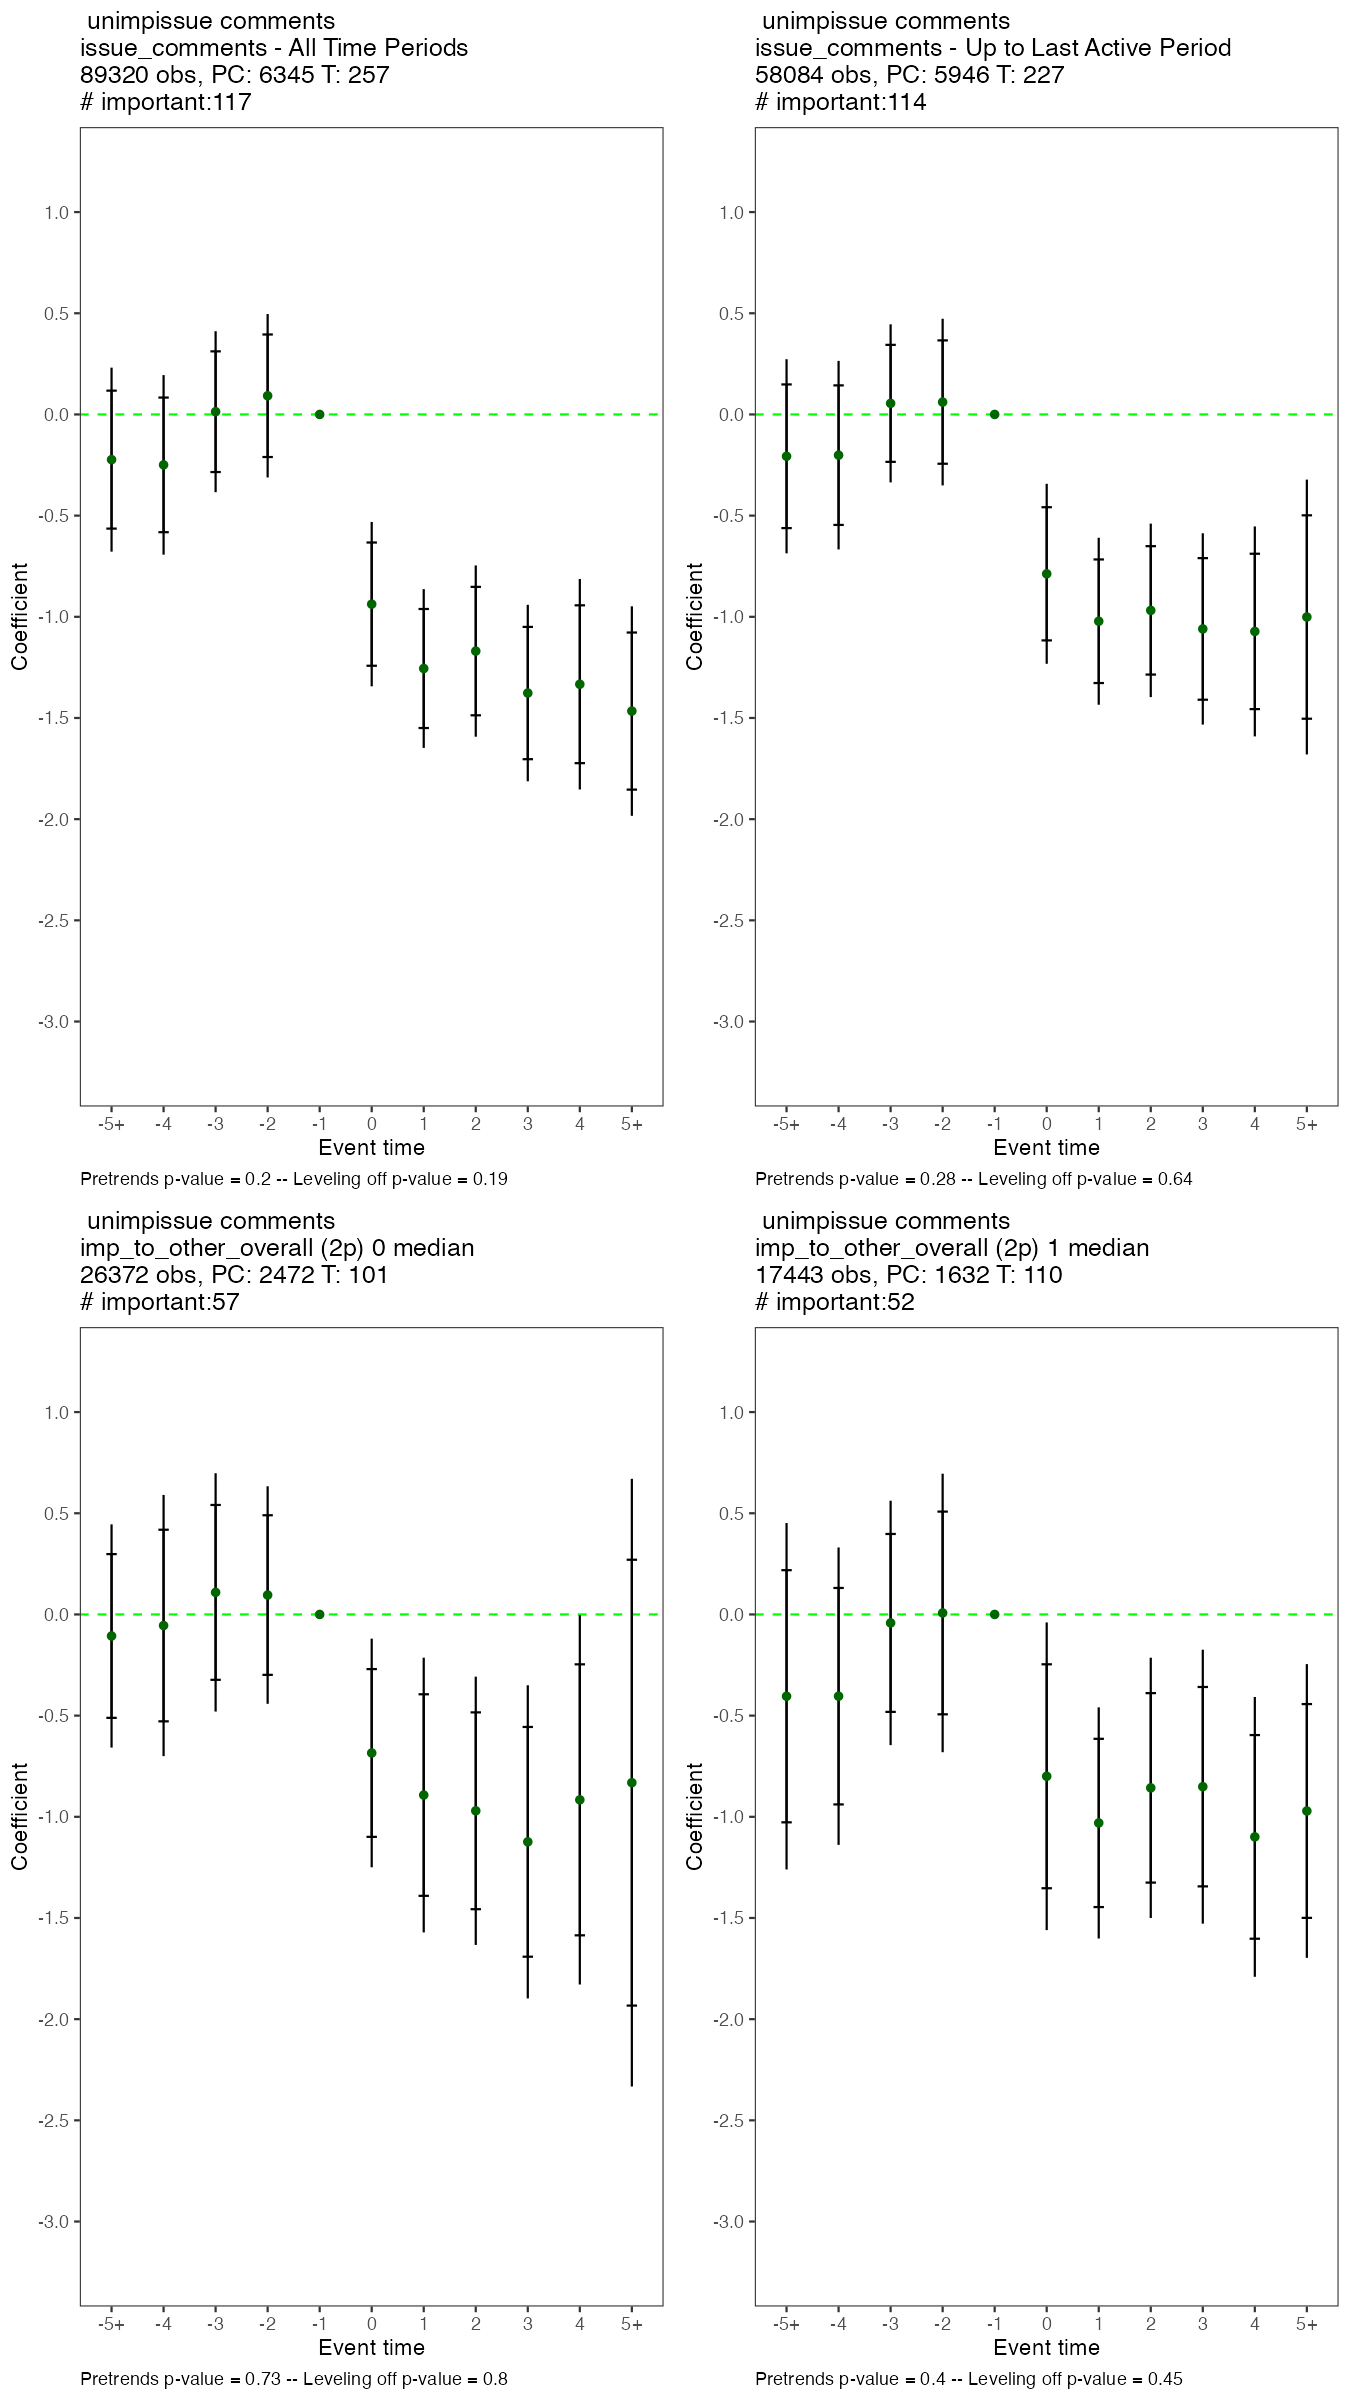 unimpissue comments
issue_comments - All Time Periods
89320 obs, PC: 6345 T: 257
# important:117
Coefficient
1.0
0.5
0.0
-0.5
-1.0
-1.5
-2.0
-2.5
-3.0
-5+ -4 -3 -2 -1 0 1 2 3 4 5+
Event time
Pretrends p-value = 0.2 -- Leveling off p-value = 0.19
unimpissue comments
issue_comments - Up to Last Active Period
58084 obs, PC: 5946 T: 227
# important:114
Coefficient
1.0
0.5
0.0
-0.5
-1.0
-1.5
-2.0
-2.5
-3.0
-5+ -4 -3 -2 -1 0 1 2 3 4 5+
Event time
Pretrends p-value = 0.28 -- Leveling off p-value = 0.64
unimpissue comments
imp_to_other_overall (2p) 0 median
26372 obs, PC: 2472 T: 101
# important:57
Coefficient
1.0
0.5
0.0
-0.5
-1.0
-1.5
-2.0
-2.5
-3.0
-5+ -4 -3 -2 -1 0 1 2 3 4 5+
Event time
Pretrends p-value = 0.73 -- Leveling off p-value = 0.8
unimpissue comments
imp_to_other_overall (2p) 1 median
17443 obs, PC: 1632 T: 110
# important:52
Coefficient
1.0
0.5
0.0
-0.5
-1.0
-1.5
-2.0
-2.5
-3.0
-5+ -4 -3 -2 -1 0 1 2 3 4 5+
Event time
Pretrends p-value = 0.4 -- Leveling off p-value = 0.45